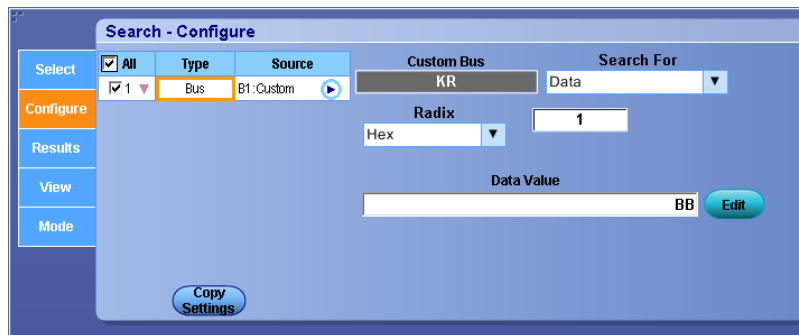 Search - Configure
Select
Configure
Results
View
Mode
All Type Source
1 Bus B1:Custom
Copy
Settings
Custom Bus
KR
Search For
Data
Radix
Hex
1
Data Value
BB
Edit